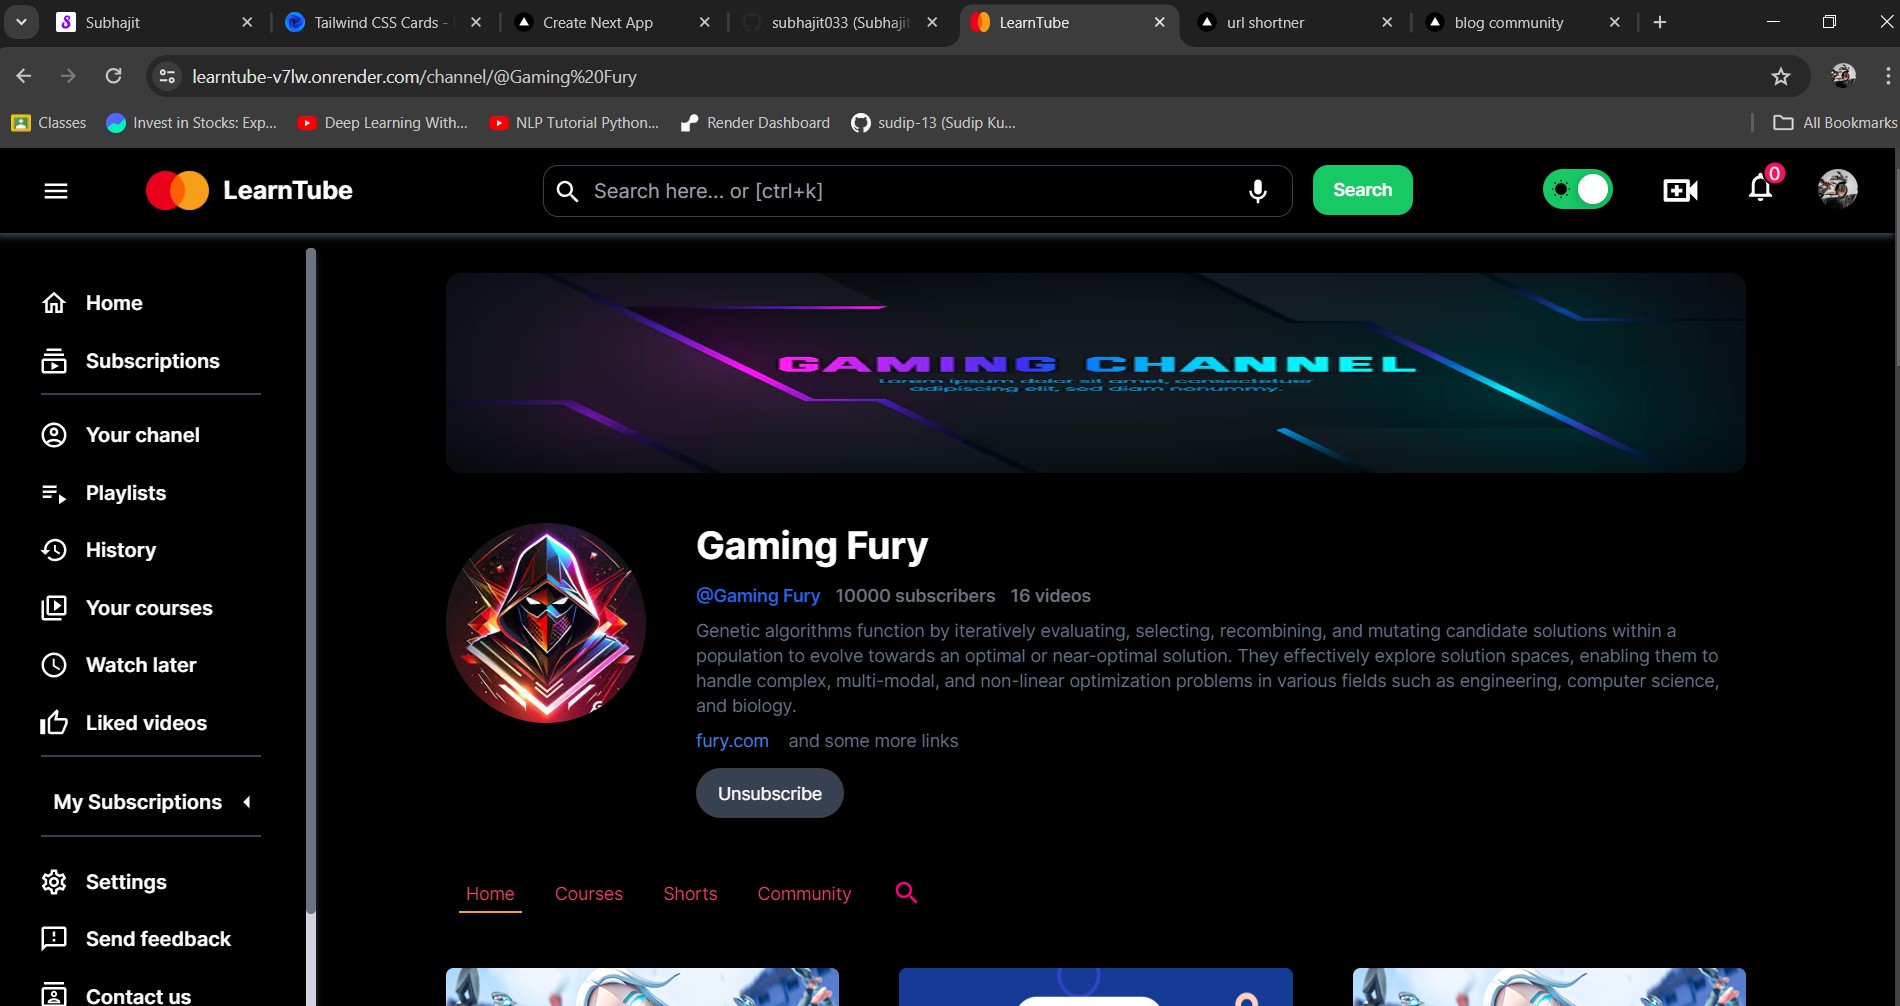 Subhajit
Tailwind CSS Cards -
Create Next App
subhajit033 (Subhajit
LearnTube
url shortner
blog community
learntube-v7lw.onrender.com/channel/@Gaming%20Fury
Classes
Invest in Stocks: Exp...
Deep Learning With...
NLP Tutorial Python...
Render Dashboard
sudip-13 (Sudip Ku...
All Bookmarks
LearnTube
Search here... or [ctrl+k]
Search
0
Home
Subscriptions
Your chanel
Playlists
History
Your courses
Watch later
Liked videos
My Subscriptions
Settings
Send feedback
Contact us
GAMING CHANNEL
Lorem ipsum dolor sit amet, consectetuer
adipiscing elit, sed diam nonummy.
Gaming Fury
@Gaming Fury 10000 subscribers 16 videos
Genetic algorithms function by iteratively evaluating, selecting, recombining, and mutating candidate solutions within a
population to evolve towards an optimal or near-optimal solution. They effectively explore solution spaces, enabling them to
handle complex, multi-modal, and non-linear optimization problems in various fields such as engineering, computer science,
and biology.
fury.com and some more links
Unsubscribe
Home
Courses
Shorts
Community